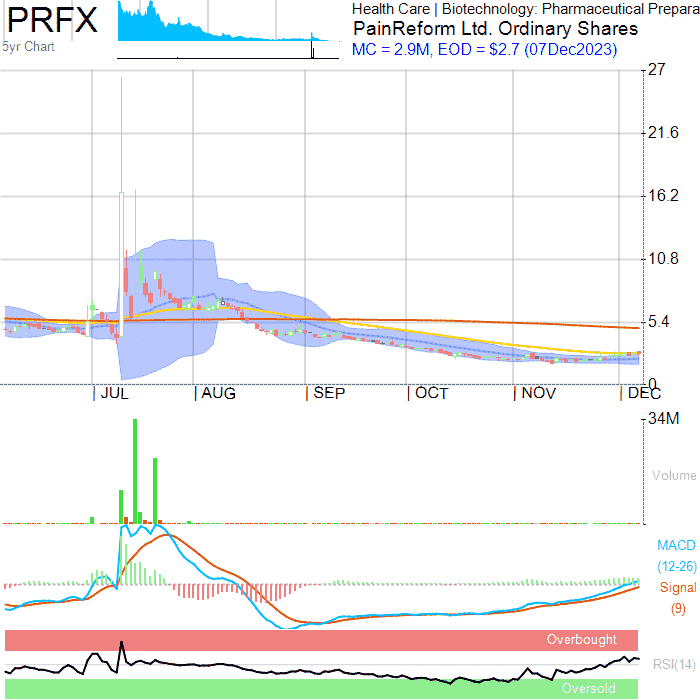 PRFX
Health Care | Biotechnology: Pharmaceutical Prepara
PainReform Ltd. Ordinary Shares
5yr Chart
MC = 2.9M, EOD = $2.7 (07Dec2023)
27
21.6
16.2
10.8
5.4
0
JUL AUG SEP OCT NOV DEC
34M
Volume
MACD
(12-26)
Signal
(9)
Overbought
RSI(14)
Oversold